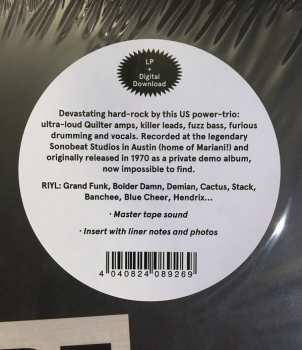 LP
+
Digital
Download
Devastating hard-rock by this US power-trio:
ultra-loud Quilter amps, killer leads, fuzz bass, furious
drumming and vocals. Recorded at the legendary
Sonobeat Studios in Austin (home of Mariani!) and
originally released in 1970 as a private demo album,
now impossible to find.
RIYL: Grand Funk, Bolder Damn, Demian, Cactus, Stack,
Banchee, Blue Cheer, Hendrix...
· Master tape sound
· Insert with liner notes and photos
4 040824 089269